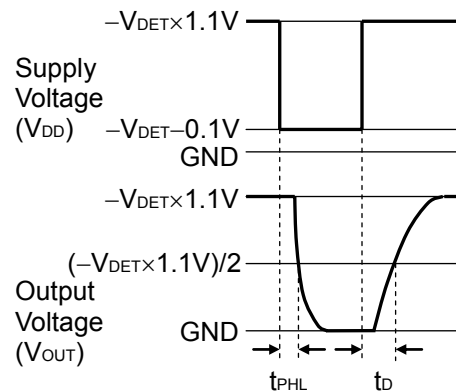 −VDET×1.1V
Supply
Voltage
(VDD)
−VDET−0.1V
GND
−VDET×1.1V
(−VDET×1.1V)/2
Output
Voltage
(VOUT)
GND
tPHL
tD